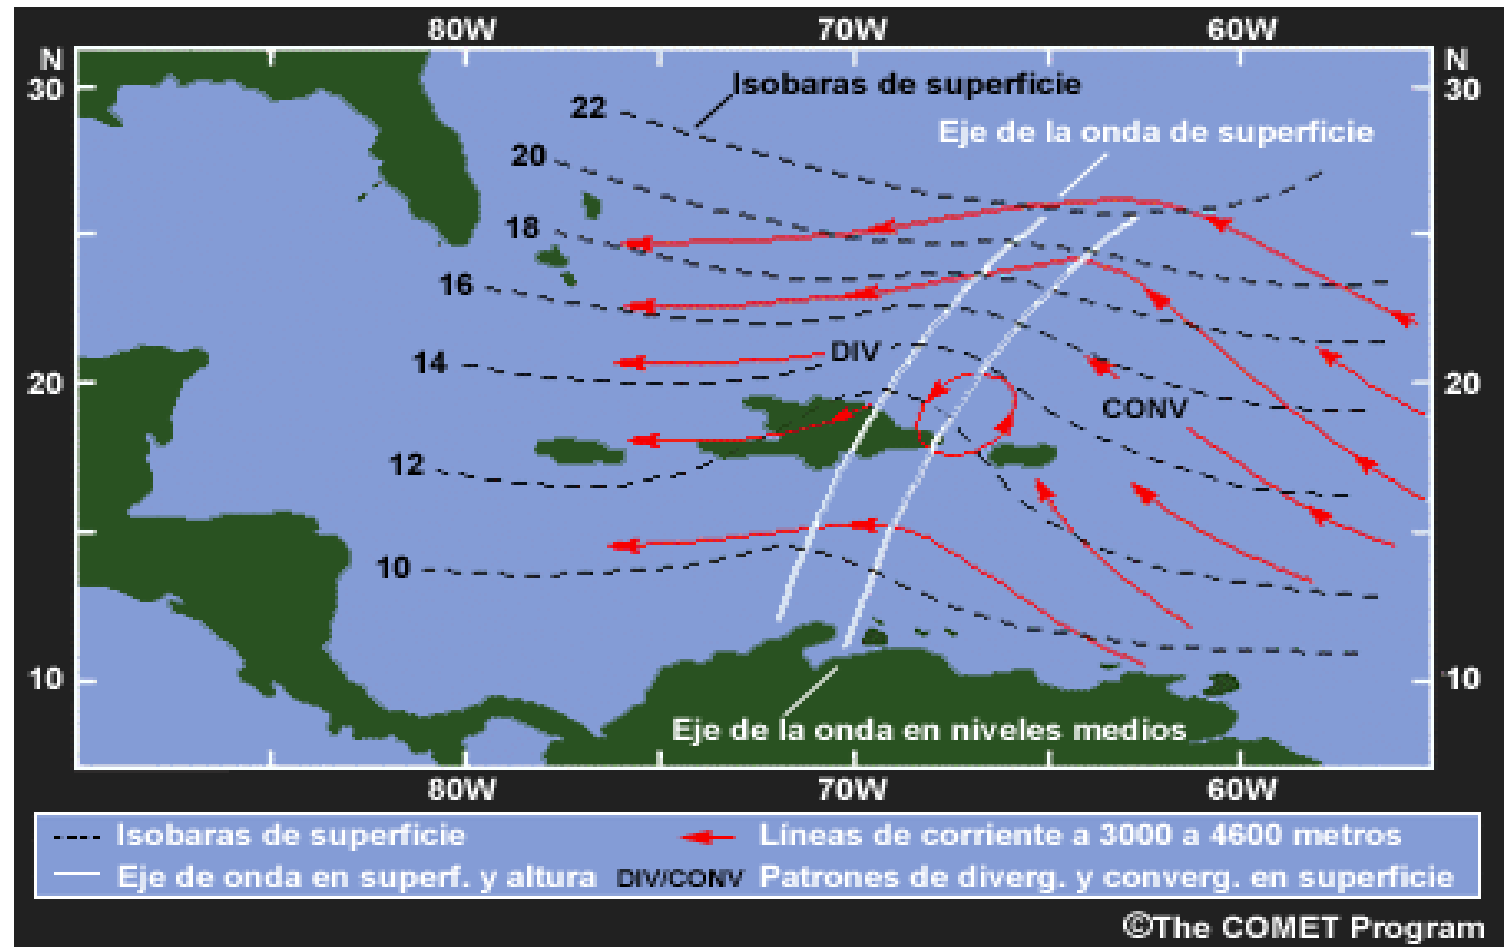 80W 70W 60W
N N
30 30
Isobaras de superficie
22
Eje de la onda de superficie
20
18
16
14 DIV
20 20
CONV
12
10
10 10
Eje de la onda en niveles medios
80W 70W 60W
Isobaras de superficie Líneas de corriente a 3000 a 4600 metros
Eje de onda en superf. y altura DIV/CONV Patrones de diverg. y converg. en superficie
©The COMET Program